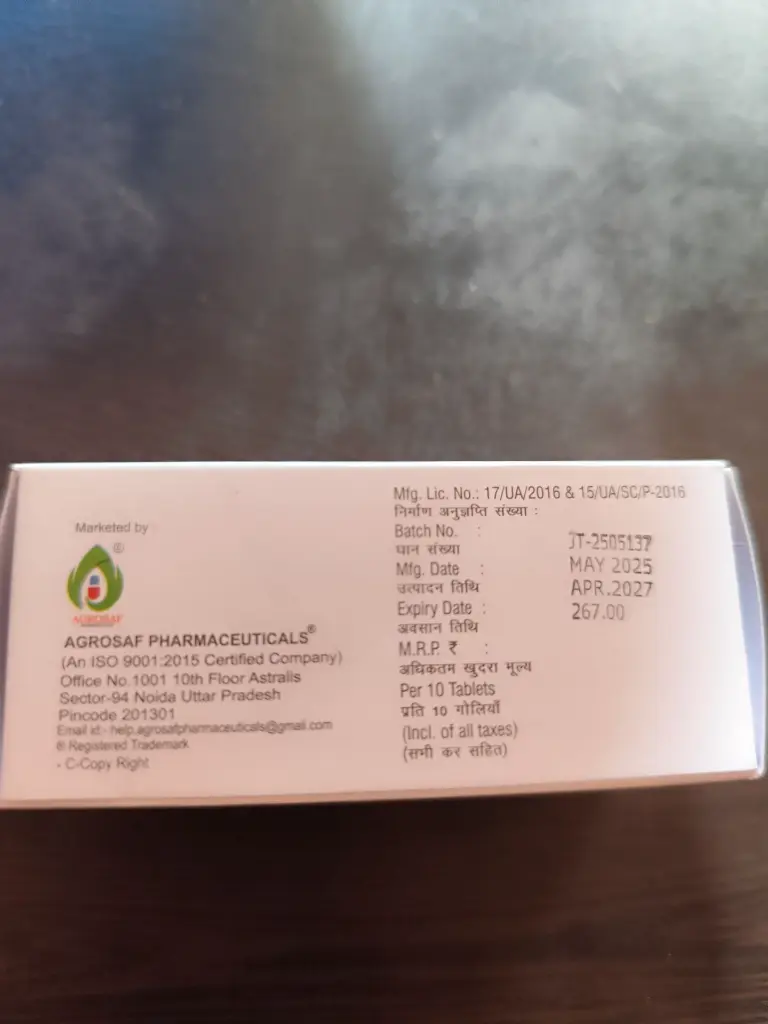 Marketed by
®
AGROSAF
AGROSAF PHARMACEUTICALS®
(An ISO 9001:2015 Certified Company)
Office No.1001 10th Floor Astralis
Sector-94 Noida Uttar Pradesh
Pincode 201301
Email id:- help.agrosafpharmaceuticals@gmail.com
® Registered Trademark
- C-Copy Right
Mfg. Lic. No.: 17/UA/2016 & 15/UA/SC/P-2016
निर्माण अनुज्ञप्ति संख्या :
Batch No. : JT-2505137
घान संख्या
Mfg. Date : MAY 2025
उत्पादन तिथि
Expiry Date : APR.2027
अवसान तिथि
M.R.P. ₹ : 267.00
अधिकतम खुदरा मूल्य
Per 10 Tablets
प्रति 10 गोलियाँ
(Incl. of all taxes)
(सभी कर सहित)